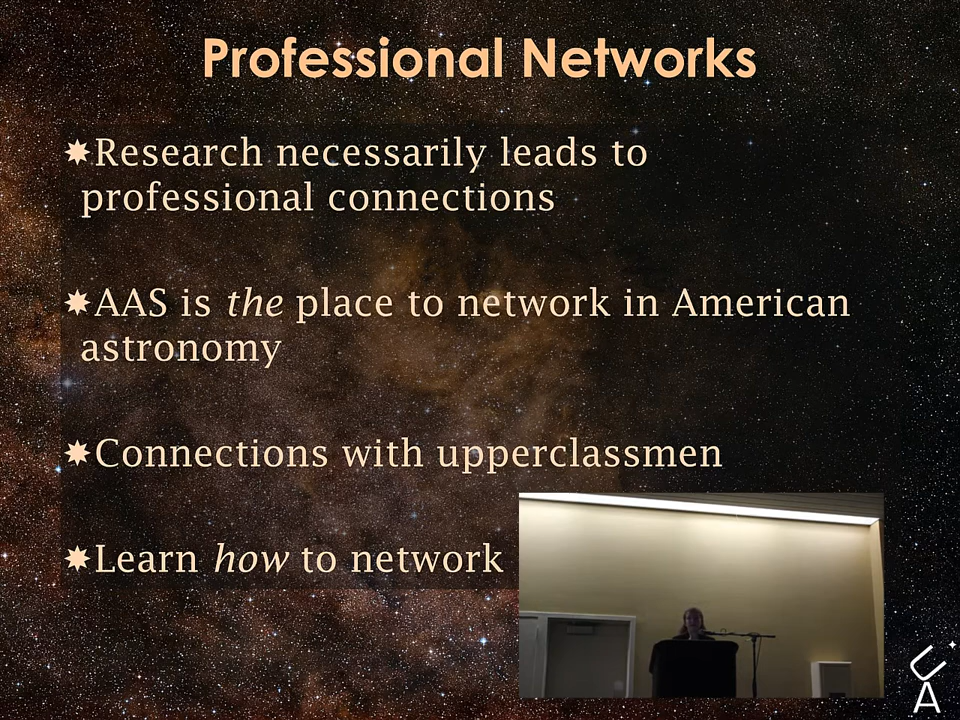 Professional Networks
✸Research necessarily leads to
professional connections
✸AAS is the place to network in American
astronomy
✸Connections with upperclassmen
✸Learn how to network
UA